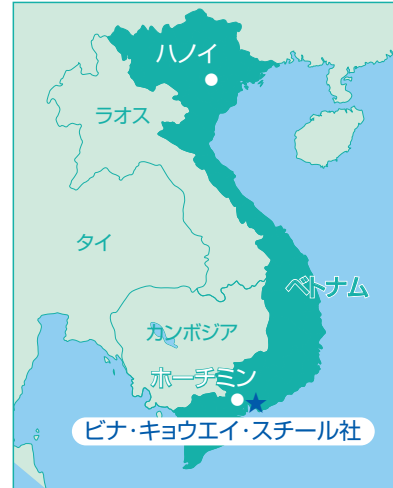 ハノイ
ラオス
タイ
ベトナム
カンボジア
ホーチミン
ビナ・キョウエイ・スチール社